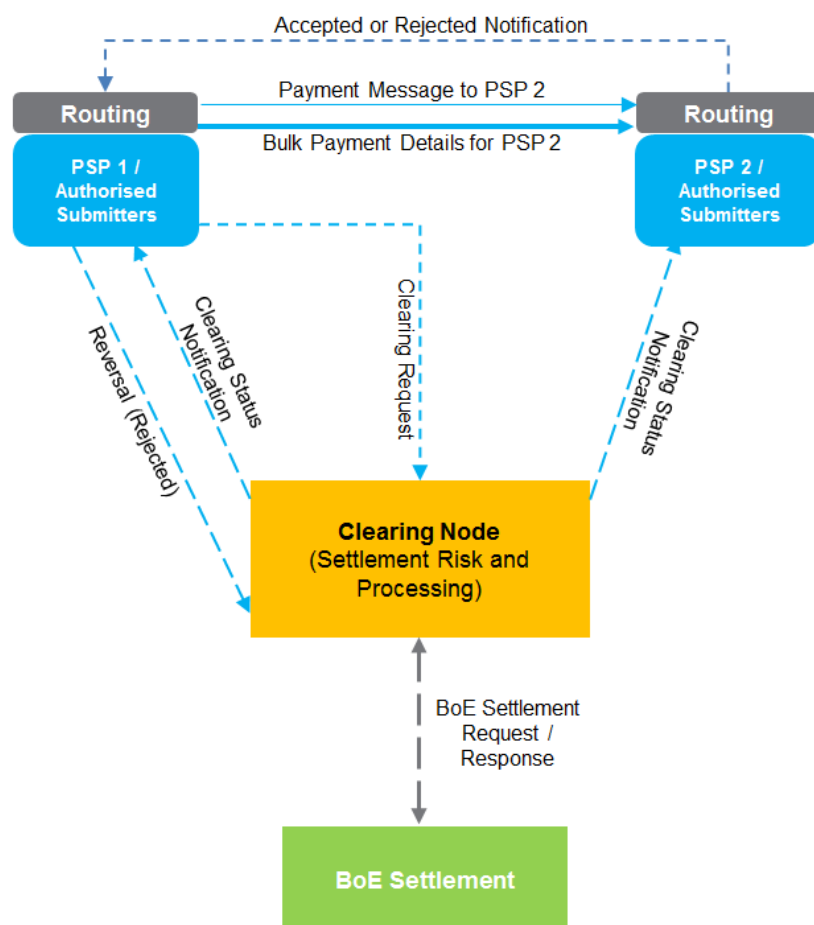 Accepted or Rejected Notification
Routing
Payment Message to PSP 2
Routing
Bulk Payment Details for PSP 2
PSP 1 /
Authorised
Submitters
PSP 2 /
Authorised
Submitters
Reversal (Rejected)
Clearing Status
Notification
Clearing Request
Clearing Status
Notification
Clearing Node
(Settlement Risk and
Processing)
BoE Settlement
Request /
Response
BoE Settlement